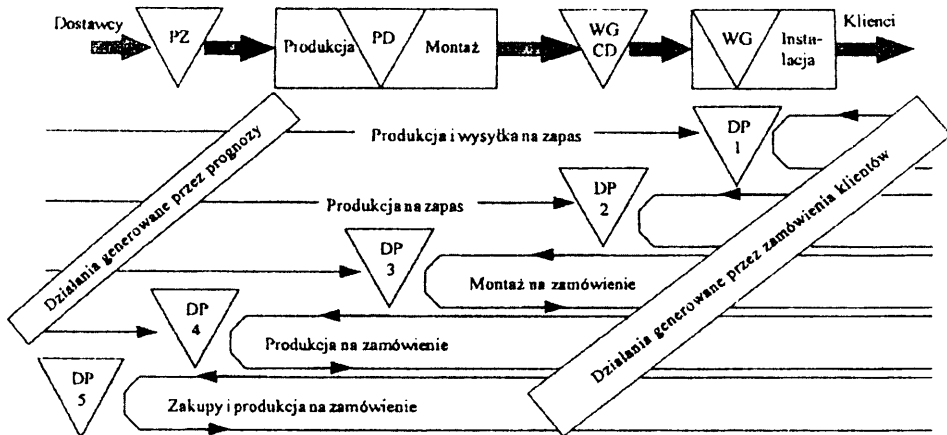 Dostawcy
PZ
Produkcja
PD
Montaż
WG
CD
WG
Insta-
lacja
Klienci
Produkcja i wysyłka na zapas
DP
1
Produkcja na zapas
DP
2
DP
3
Montaż na zamówienie
DP
4
Produkcja na zamówienie
DP
5
Zakupy i produkcja na zamówienie
Działania generowane przez prognozy
Działania generowane przez zamówienia klientów